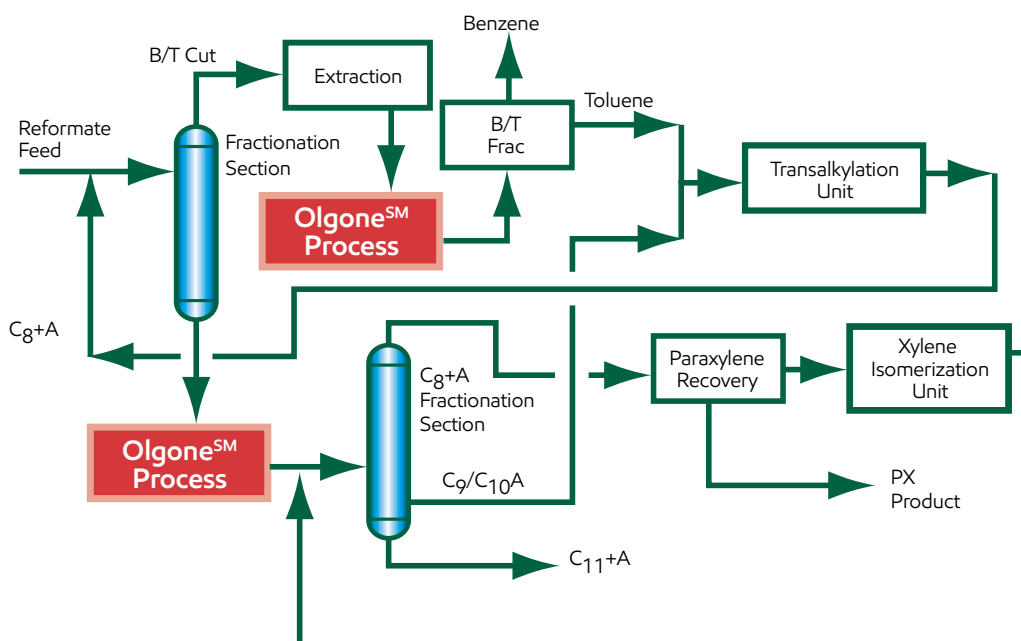 Benzene
B/T Cut
Extraction
Toluene
Reformate
Feed
Fractionation
Section
B/T
Frac
Transalkylation
Unit
Olgone℠
Process
C₈+A
C₈+A
Fractionation
Section
Paraxylene
Recovery
Xylene
Isomerization
Unit
Olgone℠
Process
C₉/C₁₀A
PX
Product
C₁₁+A